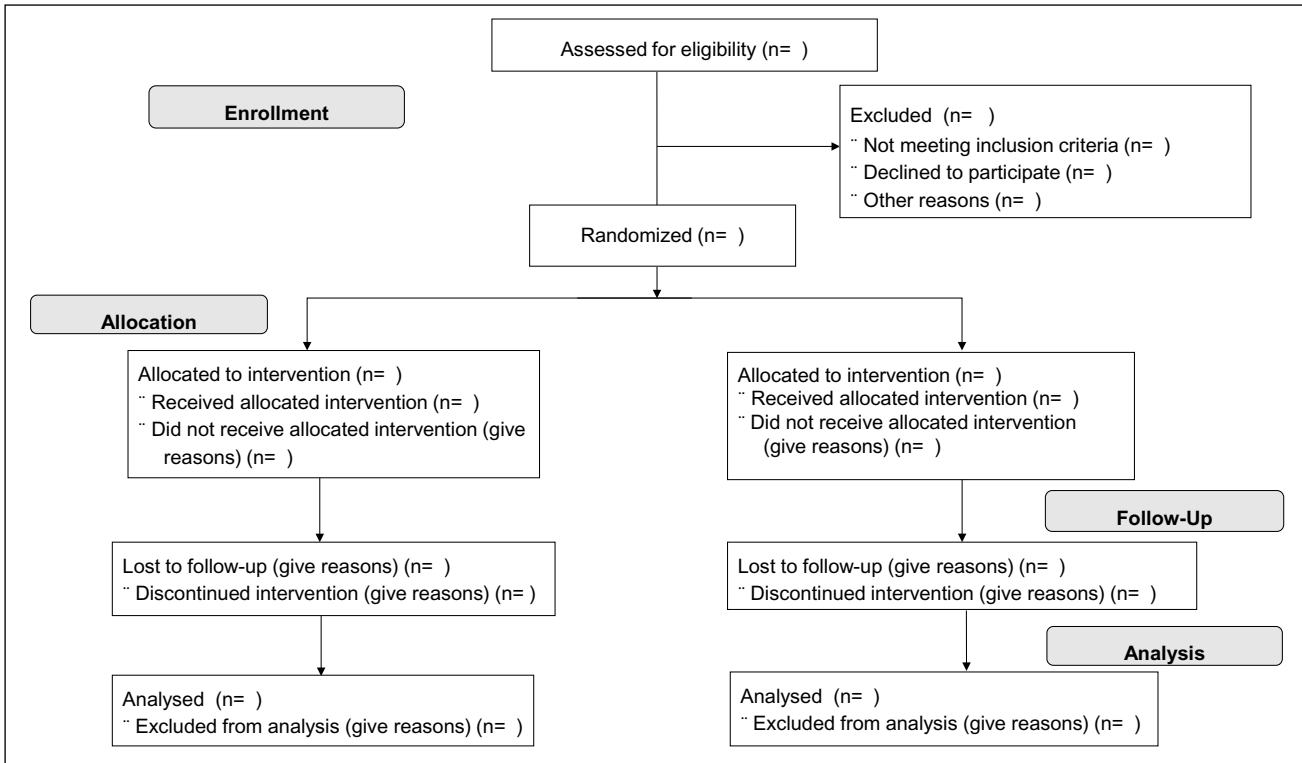 Assessed for eligibility (n=  )
Enrollment
Excluded  (n=  )
¨ Not meeting inclusion criteria (n=  )
¨ Declined to participate (n=  )
¨ Other reasons (n=  )
Randomized (n=  )
Allocation
Allocated to intervention (n=  )
¨ Received allocated intervention (n=  )
¨ Did not receive allocated intervention (give
reasons) (n=  )
Allocated to intervention (n=  )
¨ Received allocated intervention (n=  )
¨ Did not receive allocated intervention
(give reasons) (n=  )
Follow-Up
Lost to follow-up (give reasons) (n=  )
¨ Discontinued intervention (give reasons) (n= )
Lost to follow-up (give reasons) (n=  )
¨ Discontinued intervention (give reasons) (n=  )
Analysis
Analysed  (n=  )
¨ Excluded from analysis (give reasons) (n=  )
Analysed  (n=  )
¨ Excluded from analysis (give reasons) (n=  )